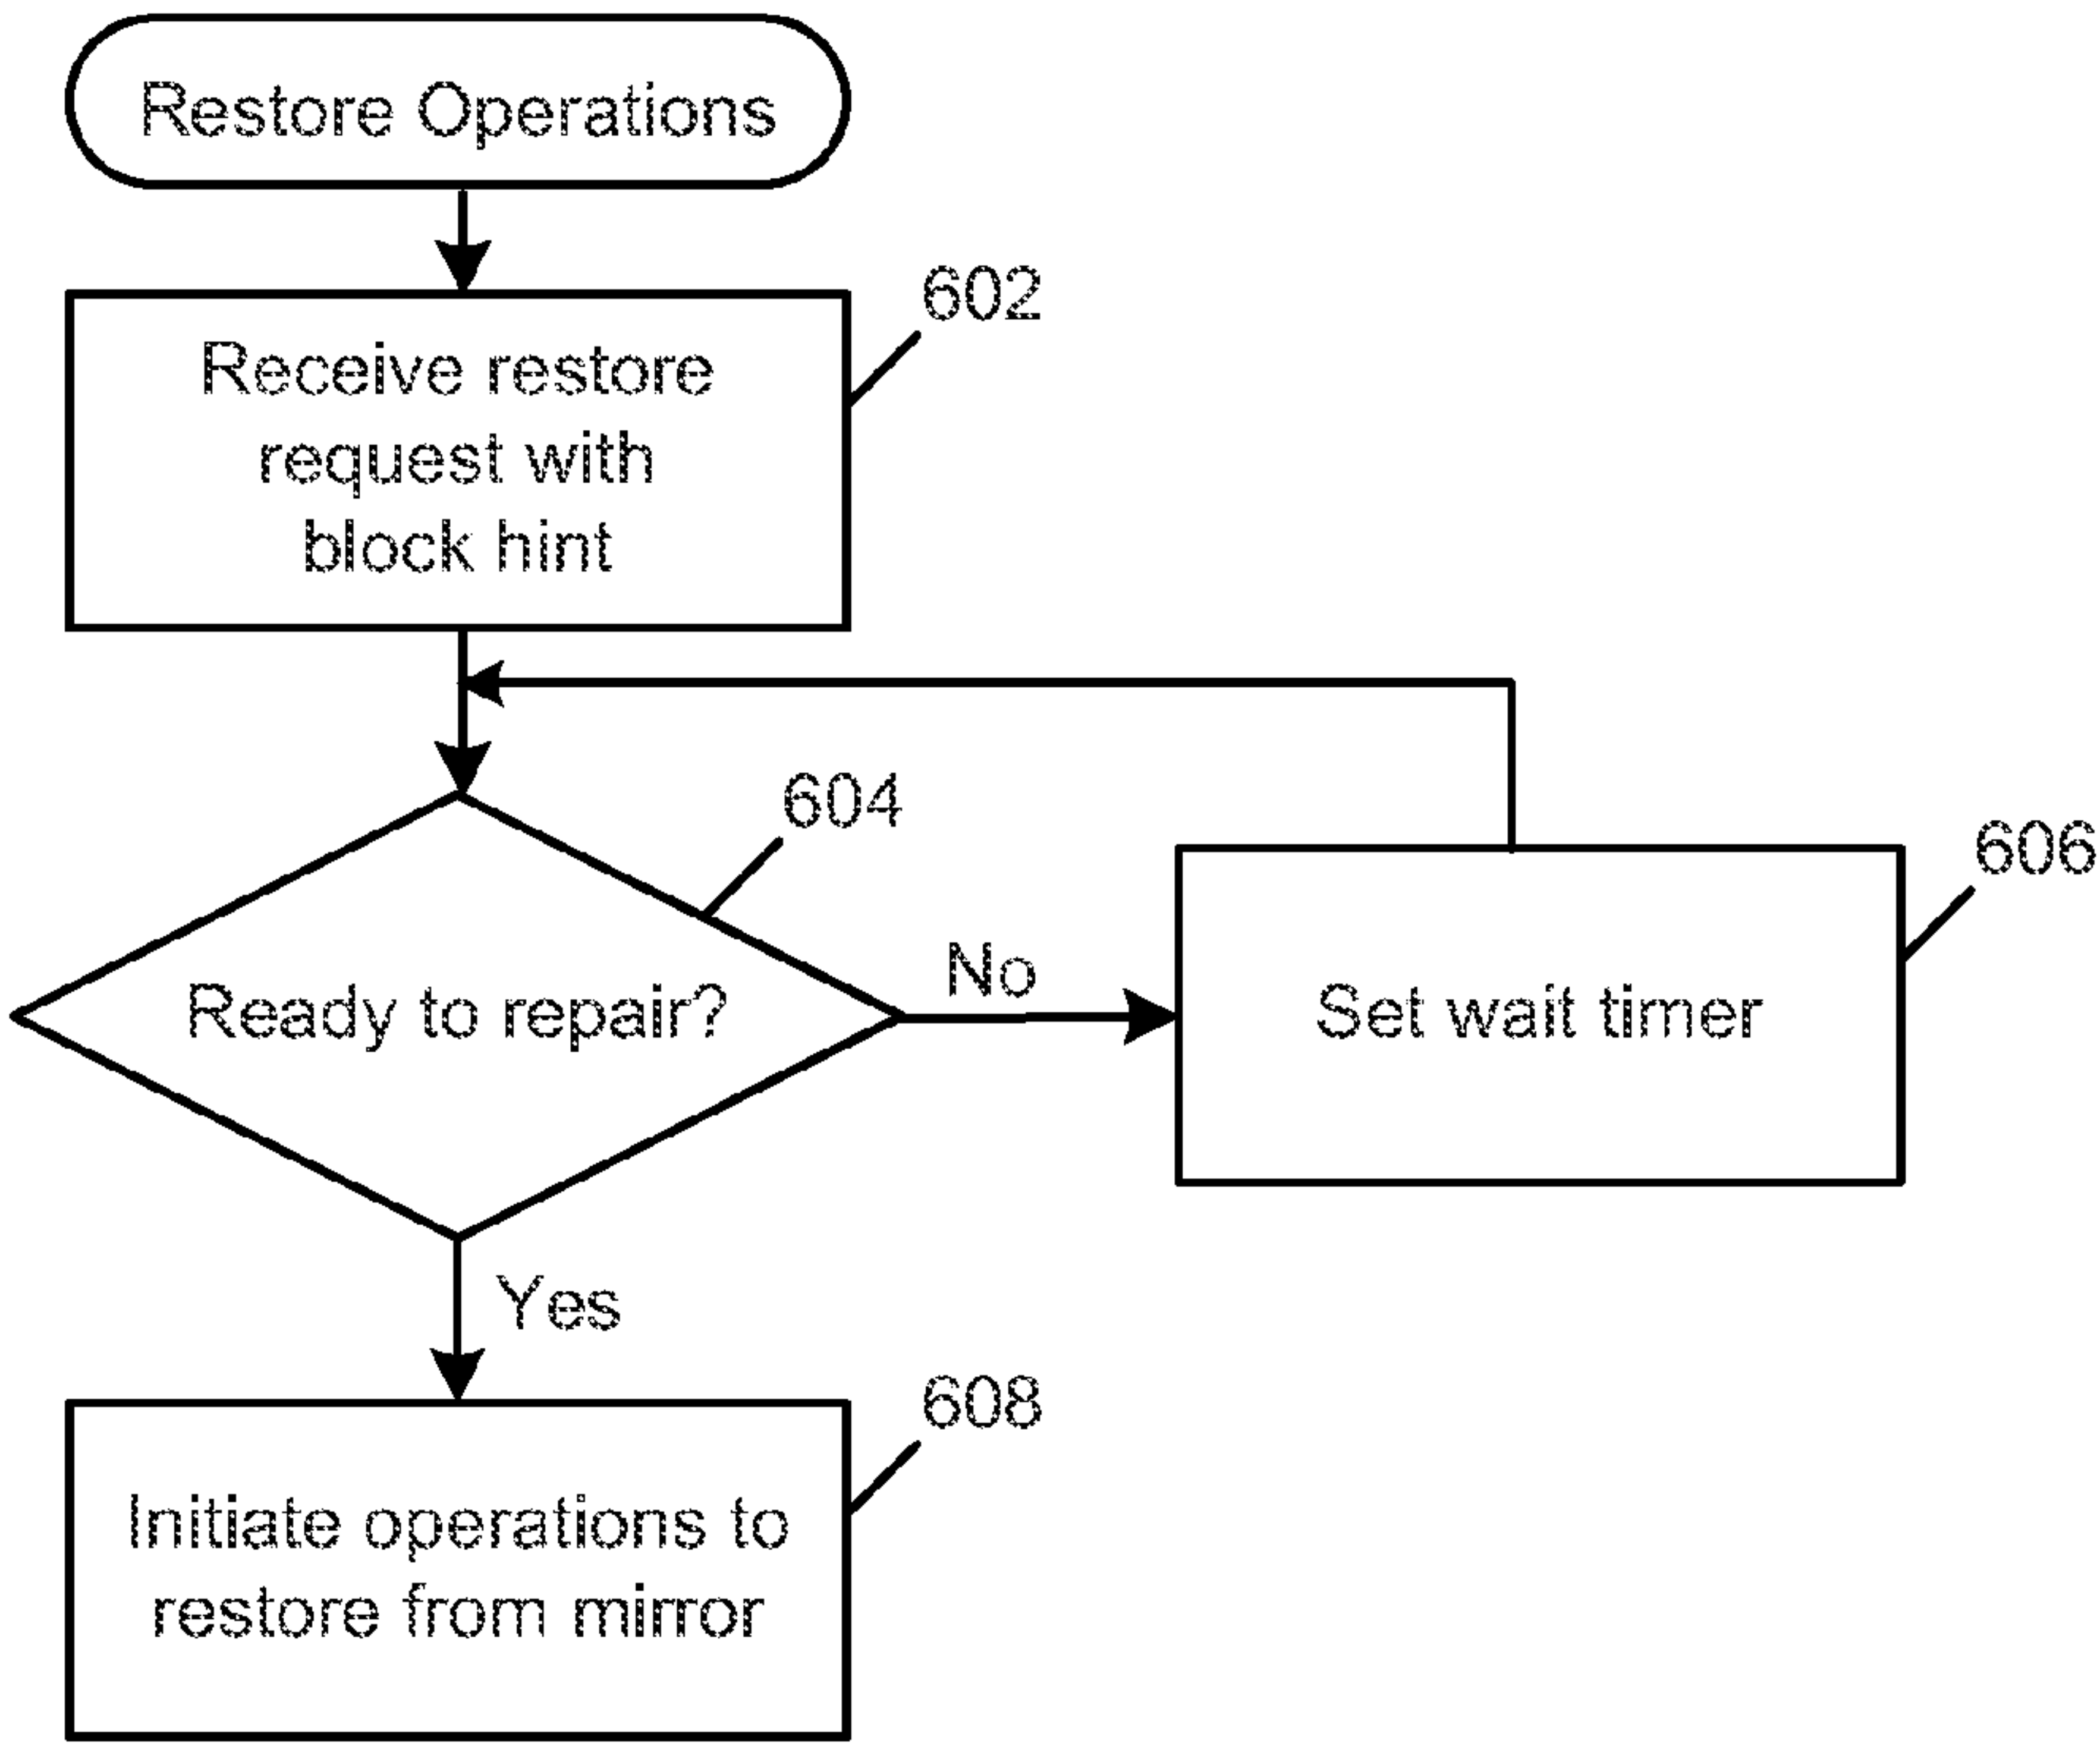 Restore Operations
602
Receive restore
request with
block hint
604
Ready to repair?
No
606
Set wait timer
Yes
608
Initiate operations to
restore from mirror